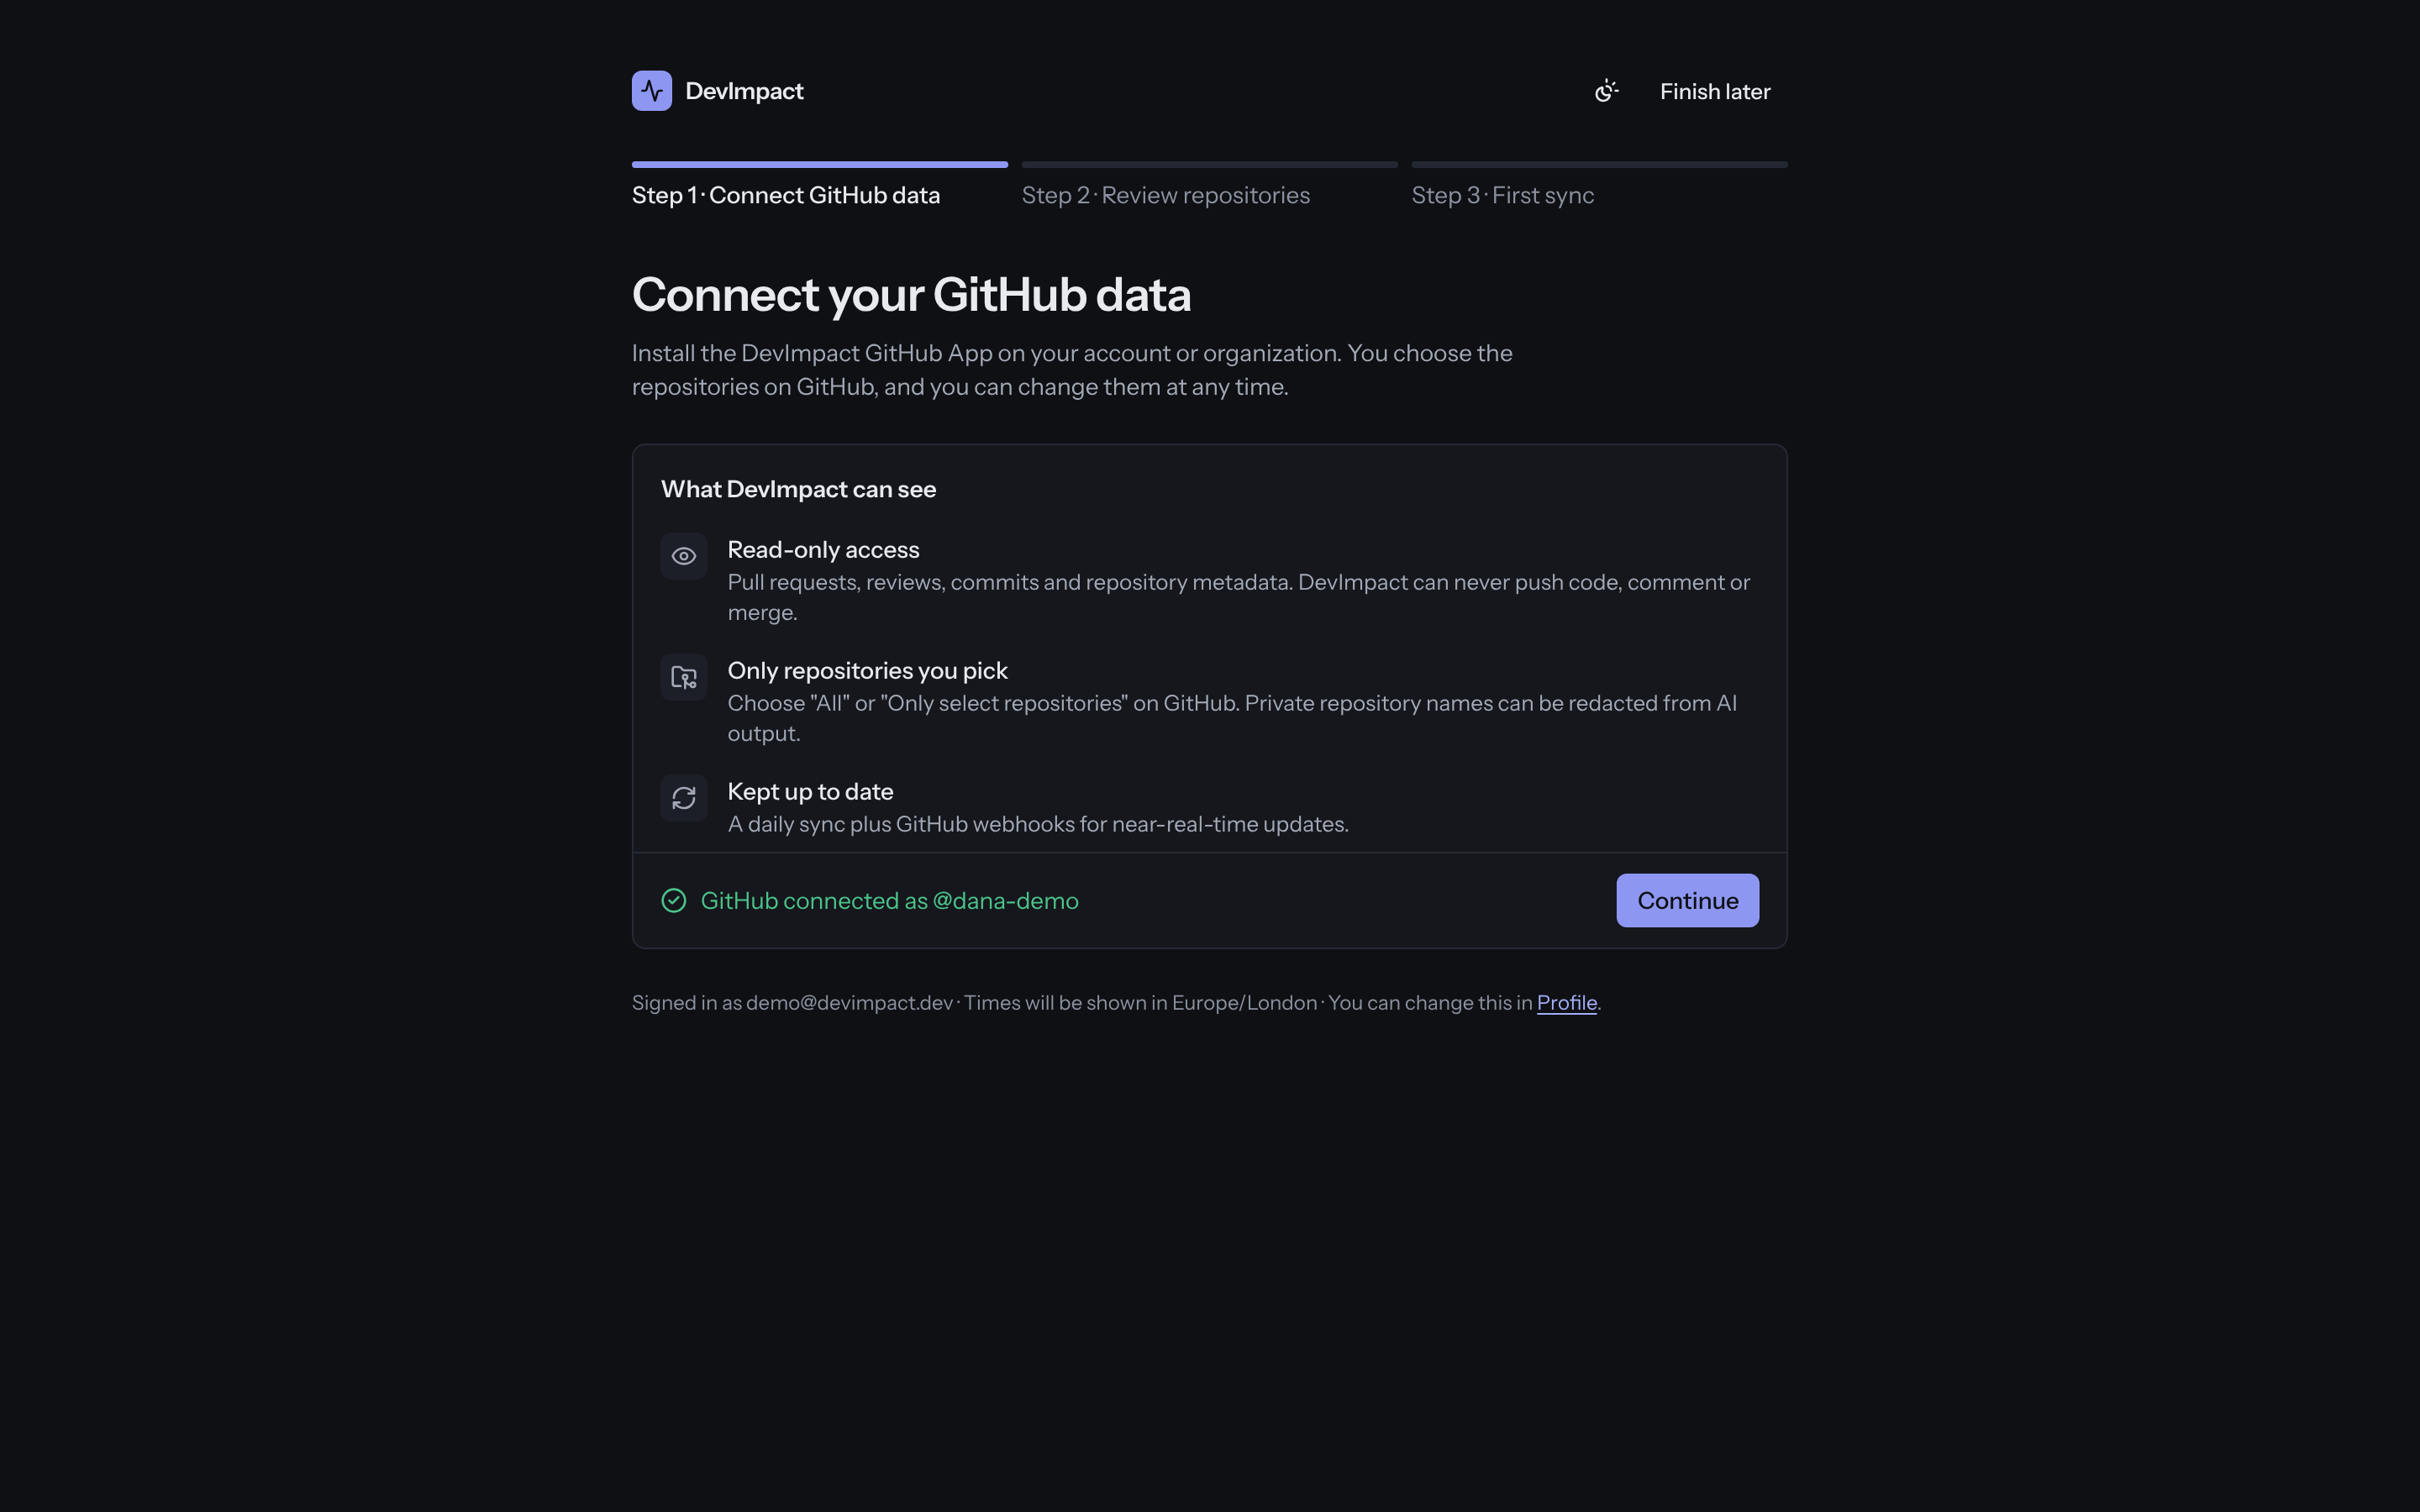 DevImpact
Finish later
Step 1 · Connect GitHub data
Step 2 · Review repositories
Step 3 · First sync
Connect your GitHub data
Install the DevImpact GitHub App on your account or organization. You choose the
repositories on GitHub, and you can change them at any time.
What DevImpact can see
Read-only access
Pull requests, reviews, commits and repository metadata. DevImpact can never push code, comment or
merge.
Only repositories you pick
Choose "All" or "Only select repositories" on GitHub. Private repository names can be redacted from AI
output.
Kept up to date
A daily sync plus GitHub webhooks for near-real-time updates.
GitHub connected as @dana-demo
Continue
Signed in as demo@devimpact.dev · Times will be shown in Europe/London · You can change this in Profile.